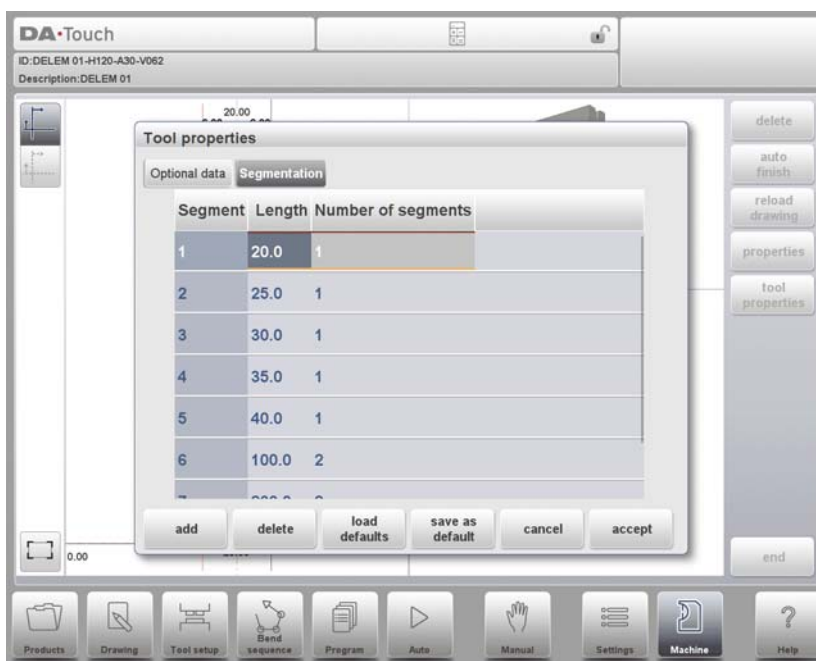 DA·Touch
ID:DELEM 01-H120-A30-V062
Description:DELEM 01
20.00
Tool properties
Optional data Segmentation
Segment Length Number of segments
1 20.0 1
2 25.0 1
3 30.0 1
4 35.0 1
5 40.0 1
6 100.0 2
add delete load defaults save as default cancel accept
0.00
delete
auto
finish
reload
drawing
properties
tool
properties
end
Products Drawing Tool setup Bend sequence Program Auto Manual Settings Machine ? Help